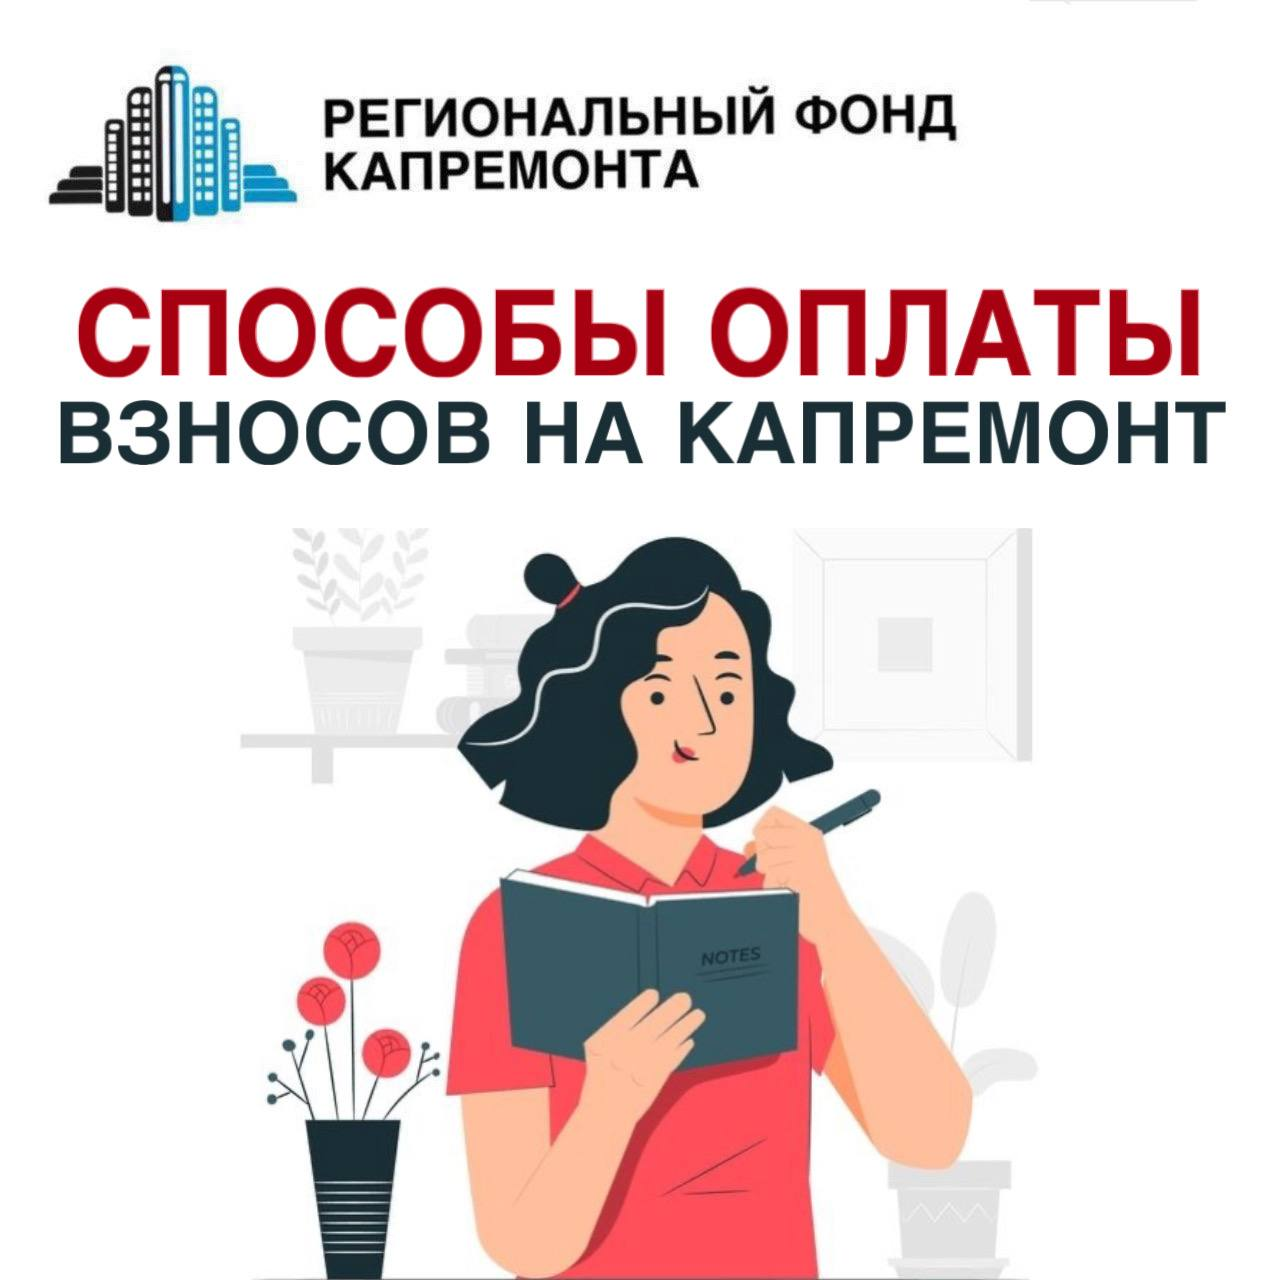 РЕГИОНАЛЬНЫЙ ФОНД
КАПРЕМОНТА
СПОСОБЫ ОПЛАТЫ
ВЗНОСОВ НА КАПРЕМОНТ
NOTES